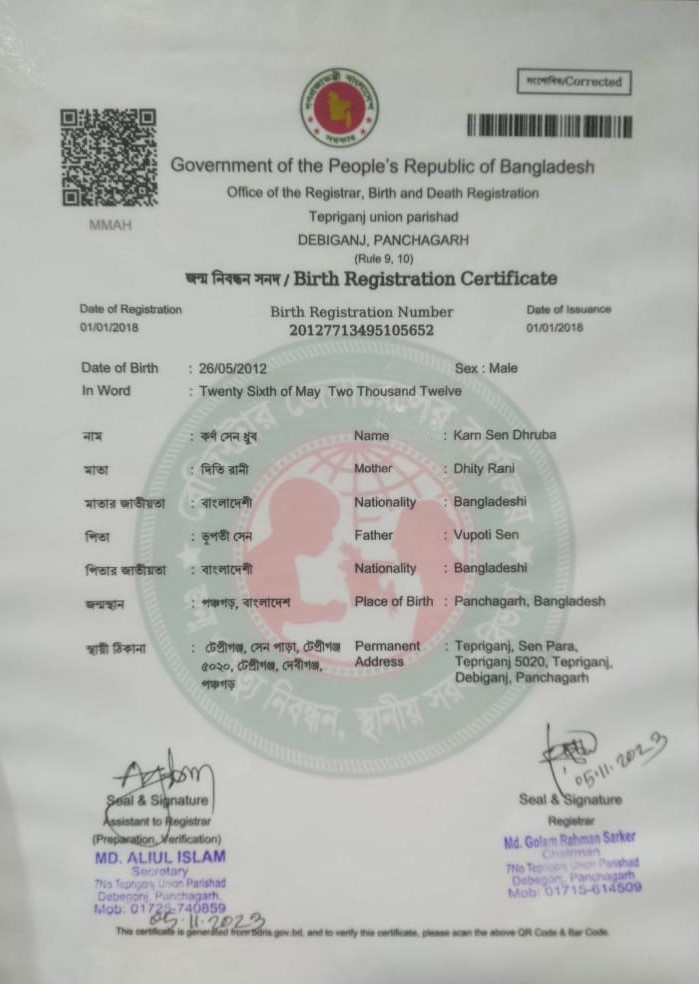 সংশোধিত/Corrected
MMAH
Government of the People's Republic of Bangladesh
Office of the Registrar, Birth and Death Registration
Tepriganj union parishad
DEBIGANJ, PANCHAGARH
(Rule 9, 10)
জন্ম নিবন্ধন সনদ / Birth Registration Certificate
Date of Registration
01/01/2018
Birth Registration Number
20127713495105652
Date of Issuance
01/01/2018
Date of Birth : 26/05/2012 Sex : Male
In Word : Twenty Sixth of May Two Thousand Twelve
নাম : কর্ণ সেন ধ্রুব Name : Karn Sen Dhruba
মাতা : দিতি রানী Mother : Dhity Rani
মাতার জাতীয়তা : বাংলাদেশী Nationality : Bangladeshi
পিতা : ভূপতী সেন Father : Vupoti Sen
পিতার জাতীয়তা : বাংলাদেশী Nationality : Bangladeshi
জন্মস্থান : পঞ্চগড়, বাংলাদেশ Place of Birth : Panchagarh, Bangladesh
স্থায়ী ঠিকানা : টেপ্রীগঞ্জ, সেন পাড়া, টেপ্রীগঞ্জ Permanent : Tepriganj, Sen Para,
৫০২০, টেপ্রীগঞ্জ, দেবীগঞ্জ, Address Tepriganj 5020, Tepriganj,
পঞ্চগড় Debiganj, Panchagarh
05.11.2023
Seal & Signature
Assistant to Registrar
(Preparation, Verification)
MD. ALIUL ISLAM
Secretary
7No Tepriganj Union Parishad
Debegonj, Panchagarh.
Mob: 01725-740859
05.11.2023
Seal & Signature
Registrar
Md. Golam Rahman Sarker
Chairman
7No Tepriganj Union Parishad
Debegonj, Panchagarh
Mob: 01715-614509
This certificate is generated from bdris.gov.bd, and to verify this certificate, please scan the above QR Code & Bar Code.